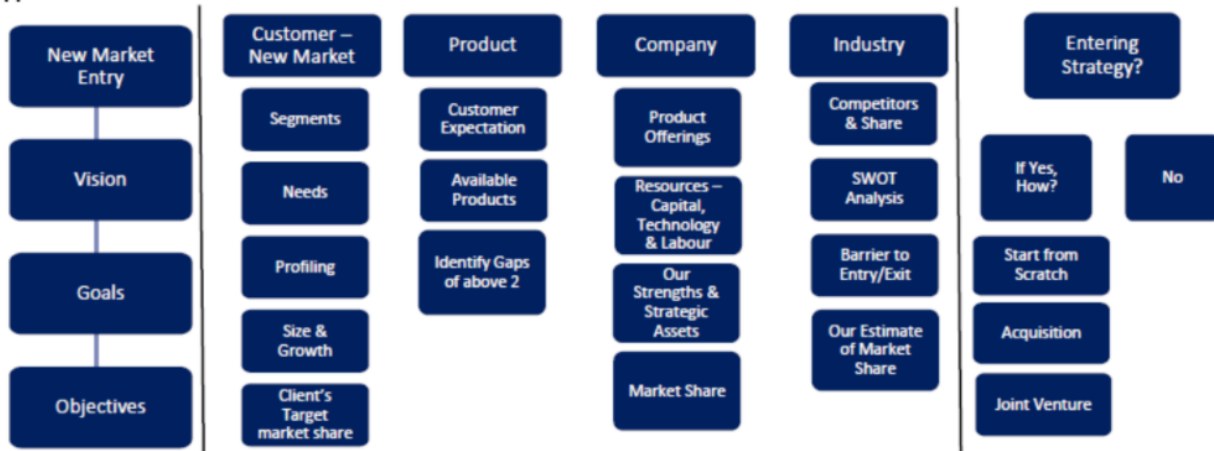 New Market
Entry
Vision
Goals
Objectives
Customer –
New Market
Segments
Needs
Profiling
Size &
Growth
Client's
Target
market share
Product
Customer
Expectation
Available
Products
Identify Gaps
of above 2
Company
Product
Offerings
Resources –
Capital,
Technology
& Labour
Our
Strengths &
Strategic
Assets
Market Share
Industry
Competitors
& Share
SWOT
Analysis
Barrier to
Entry/Exit
Our Estimate
of Market
Share
Entering
Strategy?
If Yes,
How?
No
Start from
Scratch
Acquisition
Joint Venture